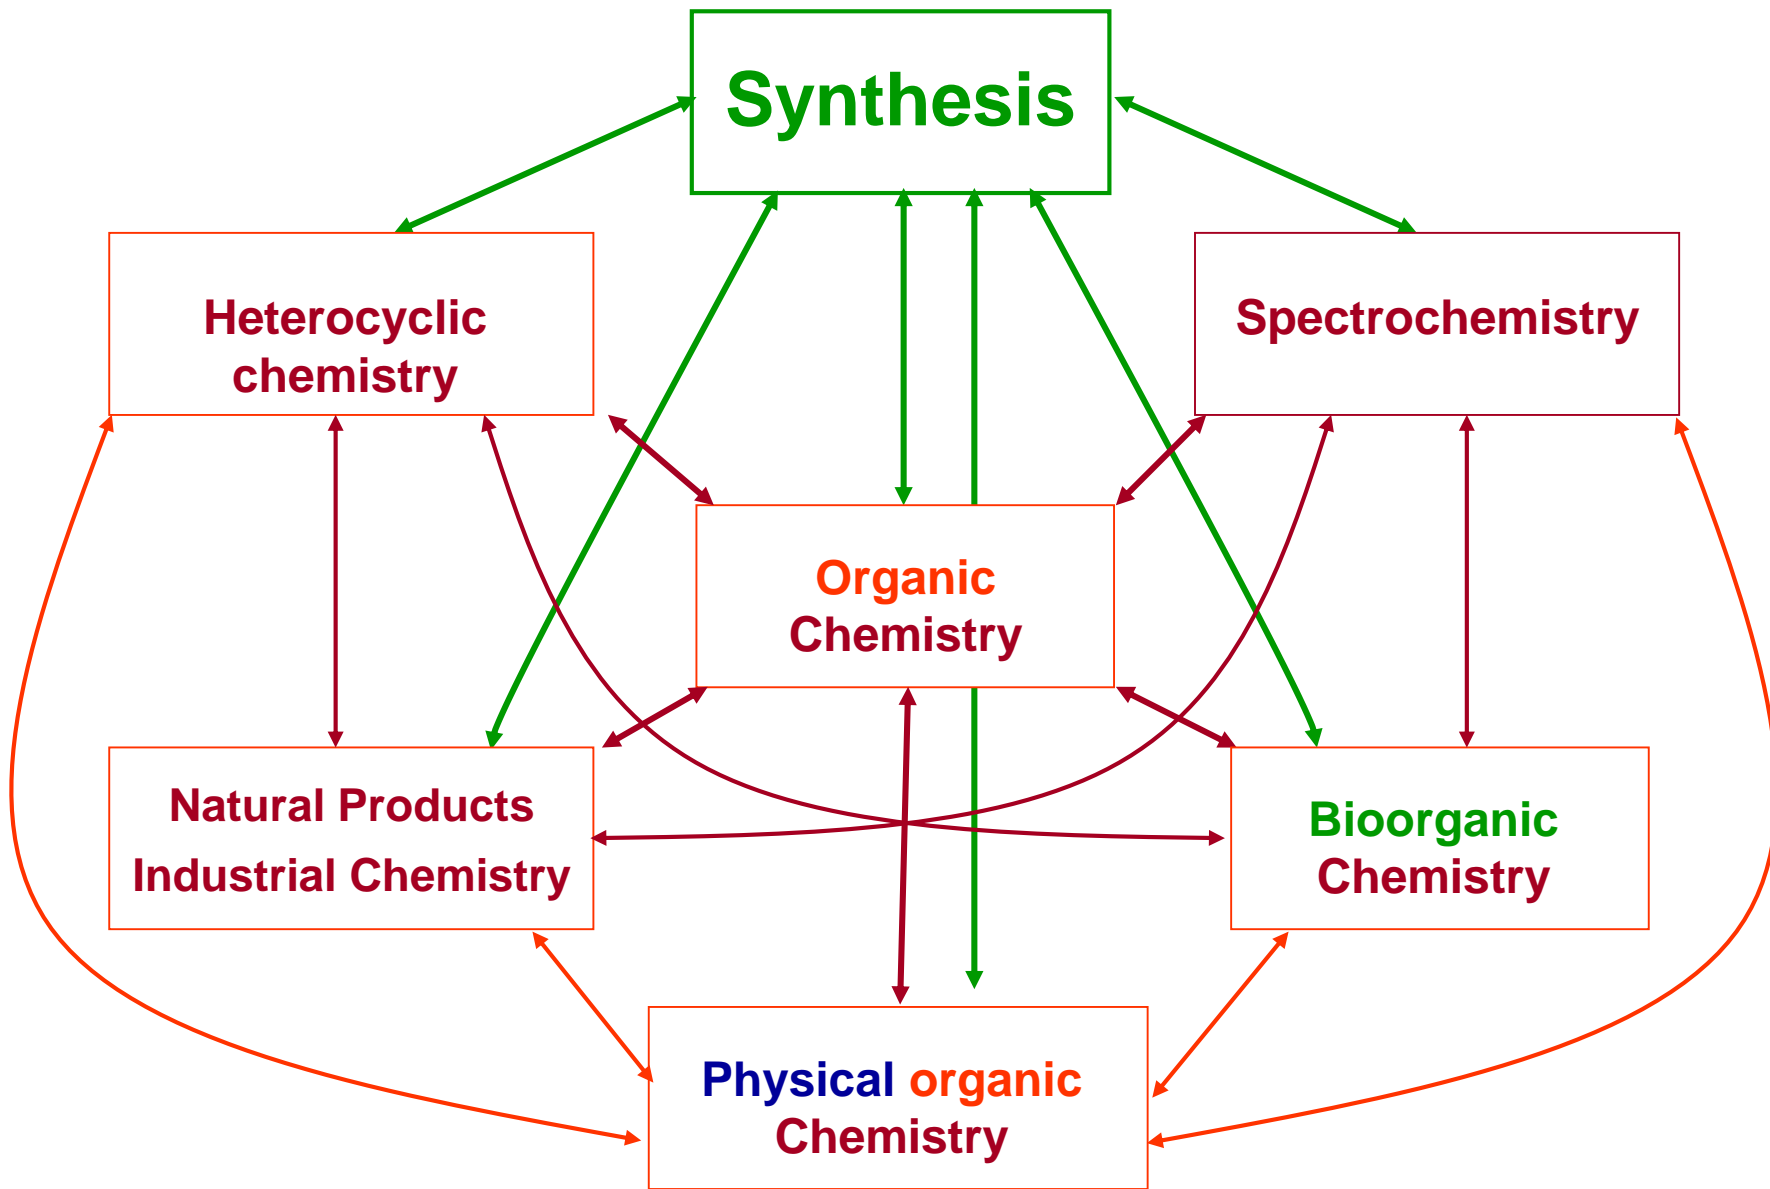 Synthesis
Heterocyclic
chemistry
Spectrochemistry
Organic
Chemistry
Natural Products
Industrial Chemistry
Bioorganic
Chemistry
Physical organic
Chemistry